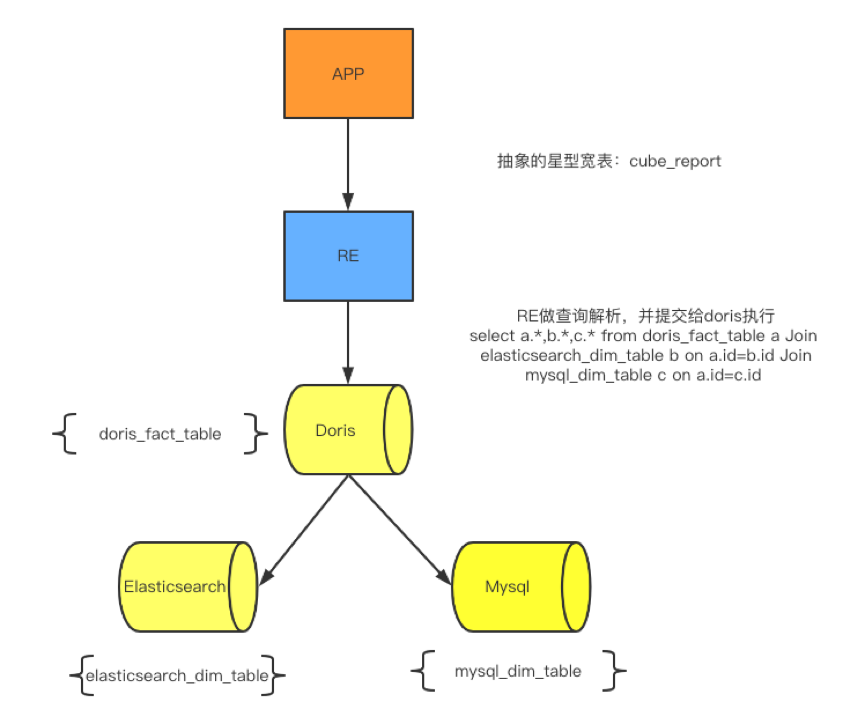 APP
抽象的星型宽表：cube_report
RE
RE做查询解析，并提交给doris执行
select a.*,b.*,c.* from doris_fact_table a Join
elasticsearch_dim_table b on a.id=b.id Join
mysql_dim_table c on a.id=c.id
Doris
doris_fact_table
Elasticsearch
Mysql
elasticsearch_dim_table
mysql_dim_table